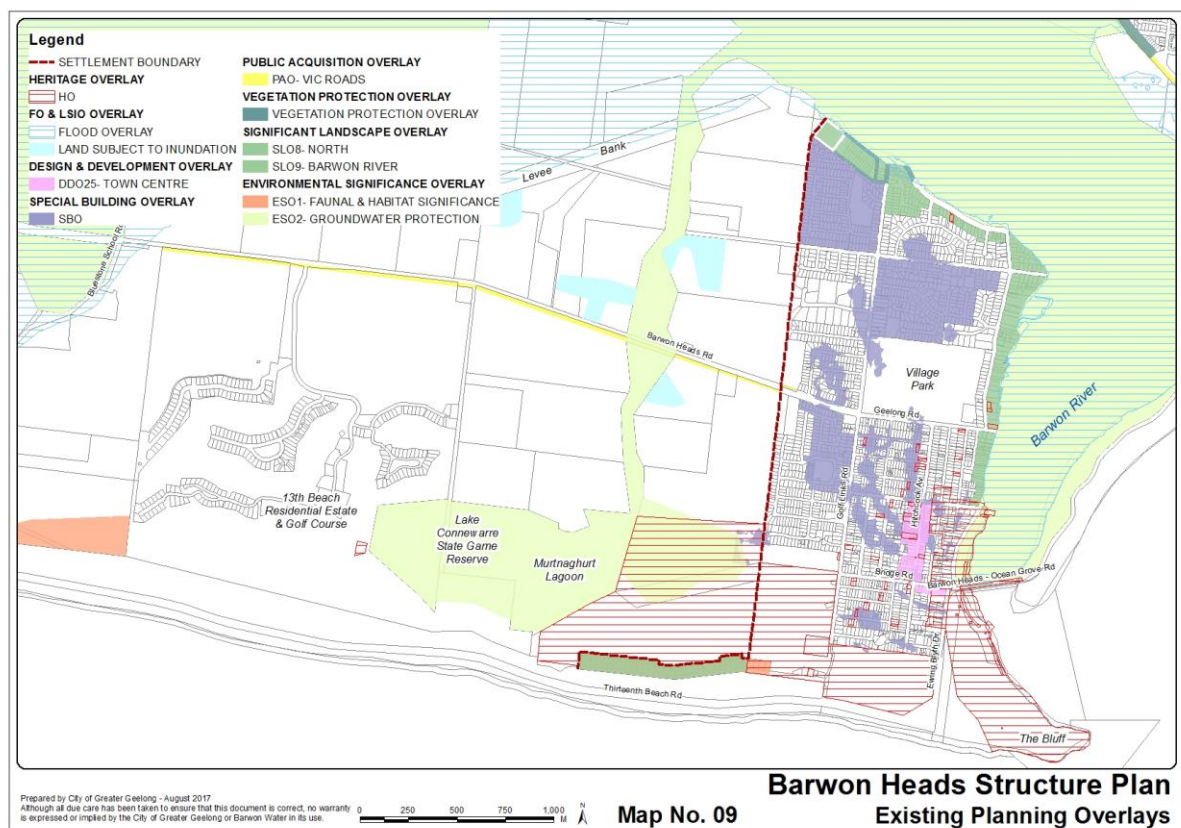 Legend
SETTLEMENT BOUNDARY
HERITAGE OVERLAY
HO
FO & LSIO OVERLAY
FLOOD OVERLAY
LAND SUBJECT TO INUNDATION
DESIGN & DEVELOPMENT OVERLAY
DDO25- TOWN CENTRE
SPECIAL BUILDING OVERLAY
SBO
PUBLIC ACQUISITION OVERLAY
PAO- VIC ROADS
VEGETATION PROTECTION OVERLAY
VEGETATION PROTECTION OVERLAY
SIGNIFICANT LANDSCAPE OVERLAY
SLO8- NORTH
SLO9- BARWON RIVER
ENVIRONMENTAL SIGNIFICANCE OVERLAY
ESO1- FAUNAL & HABITAT SIGNIFICANCE
ESO2- GROUNDWATER PROTECTION
Levee Bank
Bluestone School Rd
Barwon Heads Rd
Village
Park
Geelong Rd
Barwon River
Golf Links Rd
Hitchcock Av
13th Beach
Residential Estate
& Golf Course
Lake
Connewarre
State Game
Reserve
Murtnaghurt
Lagoon
Bridge Rd
Barwon Heads - Ocean Grove Rd
Ewing Blyth Dr
Thirteenth Beach Rd
The Bluff
Prepared by City of Greater Geelong - August 2017
Although all due care has been taken to ensure that this document is correct, no warranty
is expressed or implied by the City of Greater Geelong or Barwon Water in its use.
0 250 500 750 1,000
M
N
Map No. 09
Barwon Heads Structure Plan
Existing Planning Overlays